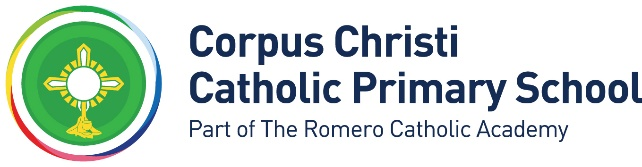 Corpus Christi
Catholic Primary School
Part of The Romero Catholic Academy